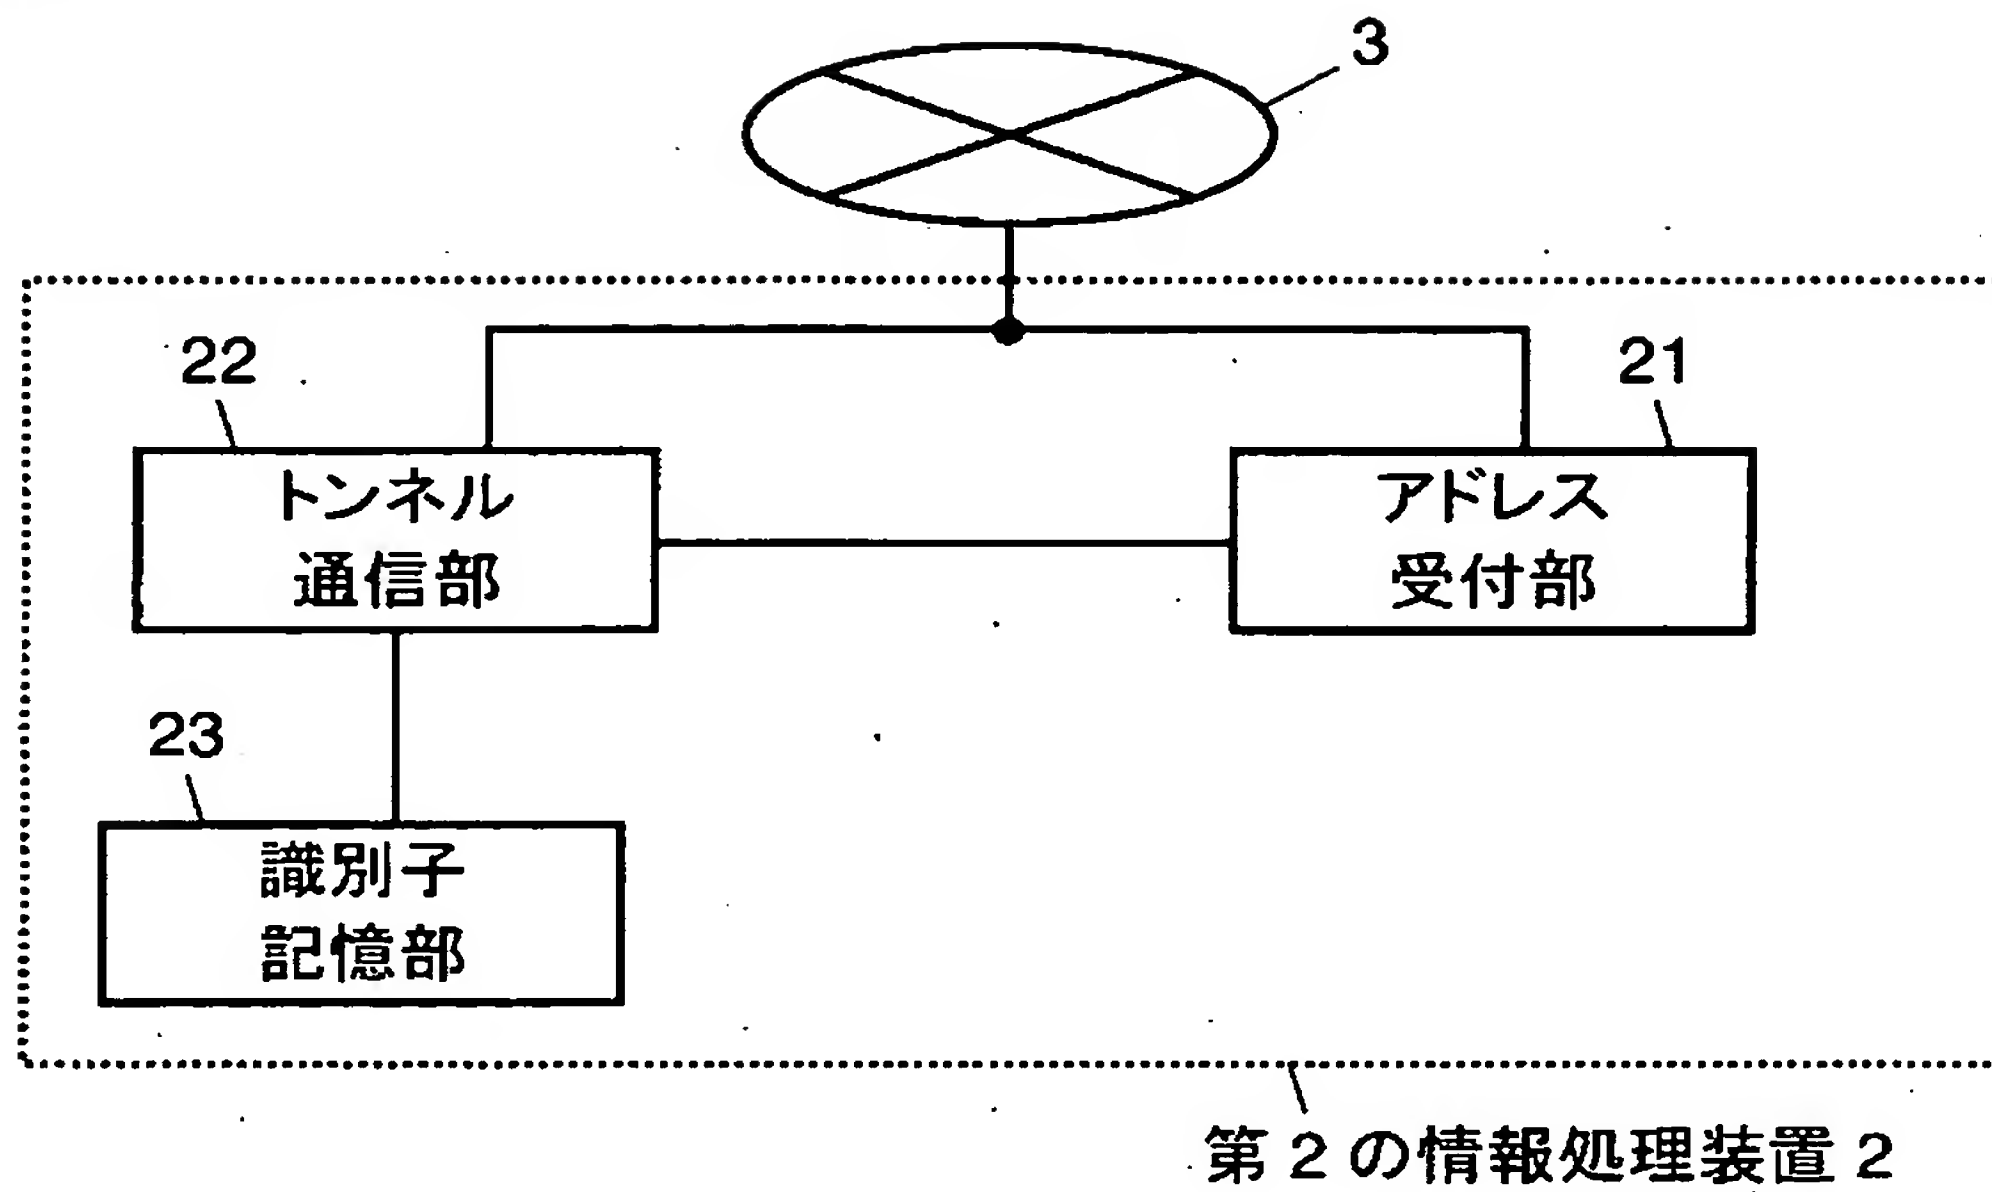 3
22
21
トンネル
通信部
アドレス
受付部
23
識別子
記憶部
第2の情報処理装置2